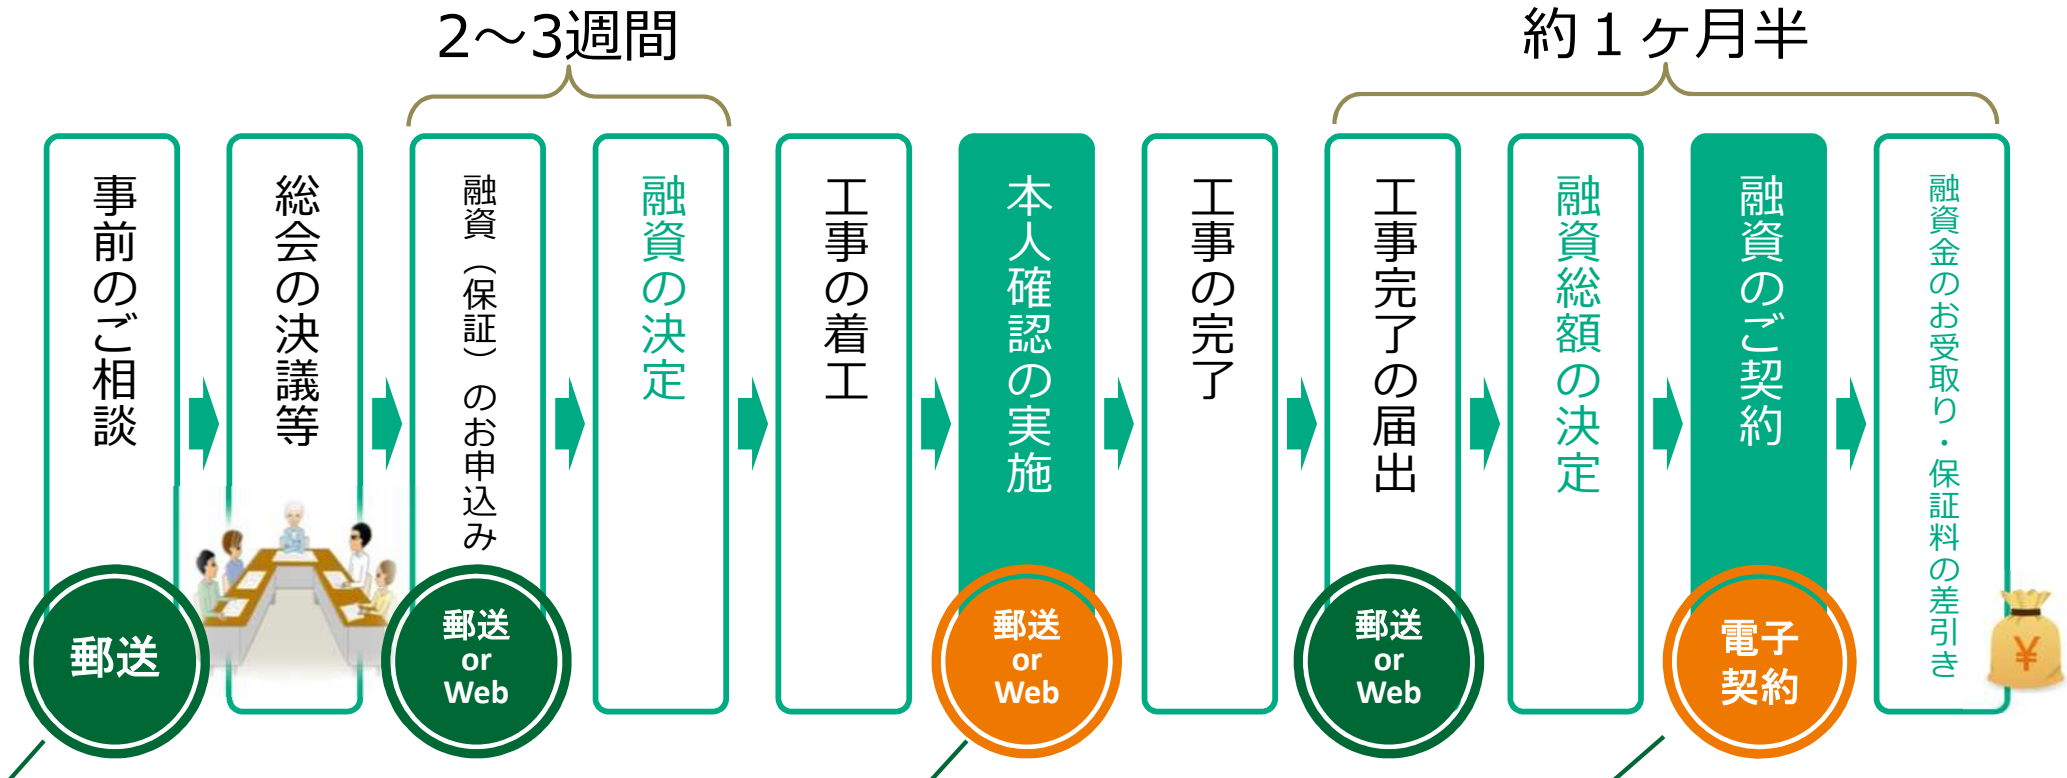 2～3週間
約１ヶ月半
事前のご相談
総会の決議等
融資（保証）のお申込み
融資の決定
工事の着工
本人確認の実施
工事の完了
工事完了の届出
融資総額の決定
融資のご契約
融資金のお受取り・保証料の差引き
郵送
郵送
or
Web
郵送
or
Web
郵送
or
Web
電子
契約
¥